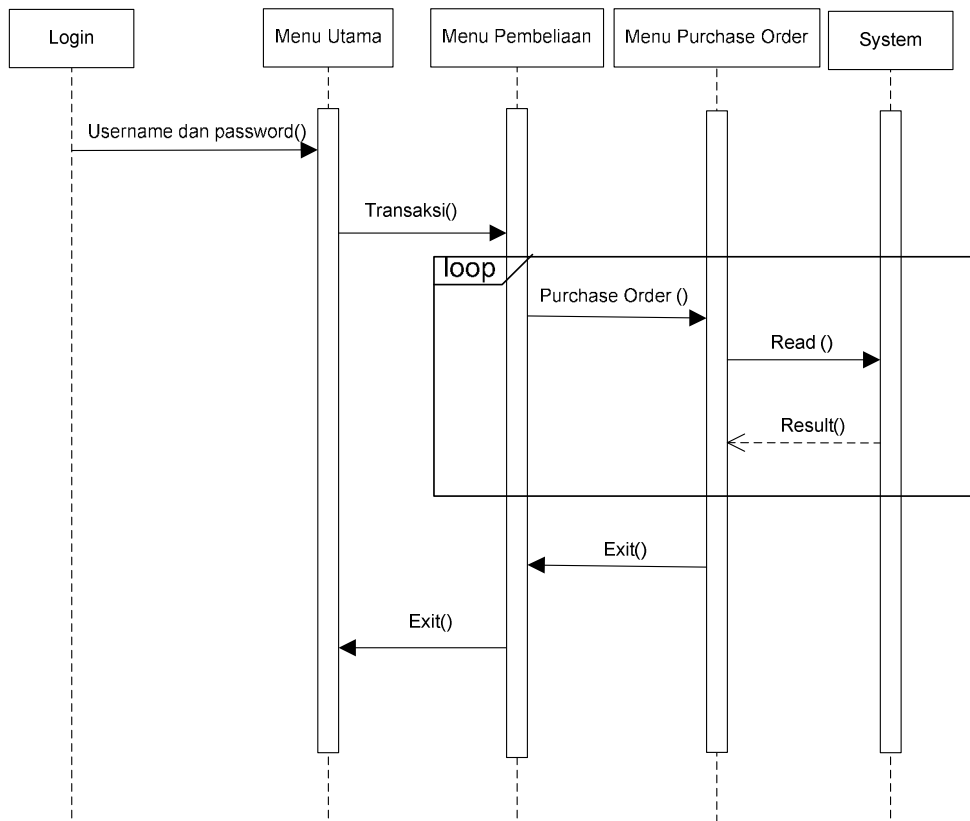 Login
Menu Utama
Menu Pembeliaan
Menu Purchase Order
System
Username dan password()
Transaksi()
loop
Purchase Order ()
Read ()
Result()
Exit()
Exit()